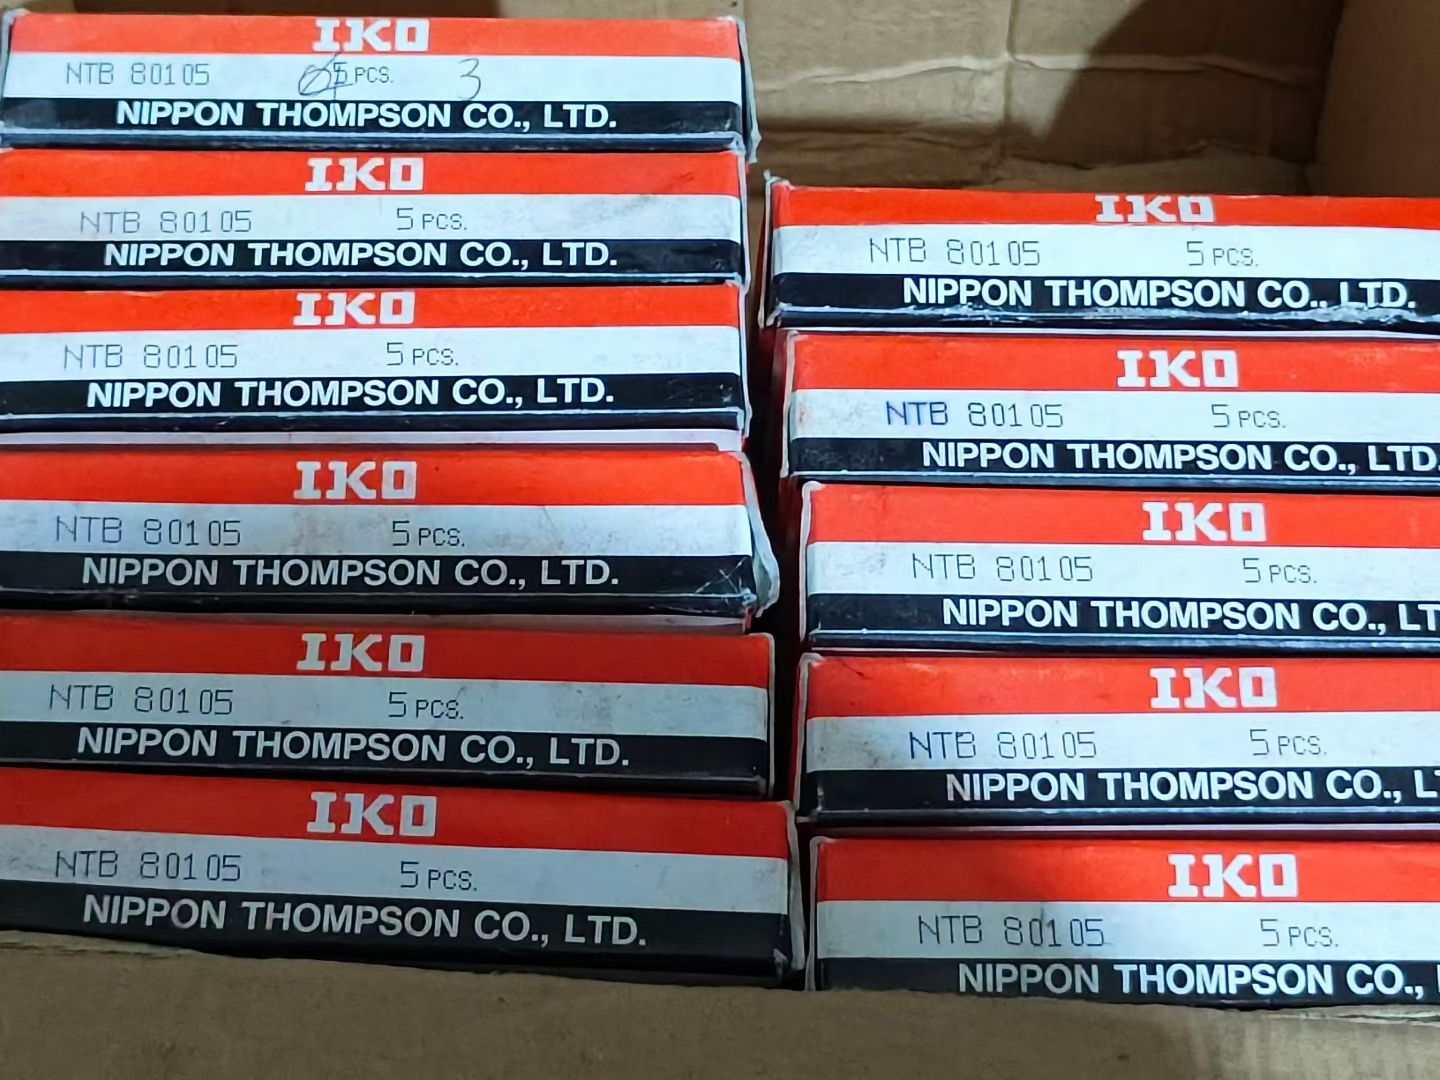 IKO
NTB 80105 5 PCS. 3
NIPPON THOMPSON CO., LTD.
IKO
NTB 80105 5 PCS.
NIPPON THOMPSON CO., LTD.
IKO
NTB 80105 5 PCS.
NIPPON THOMPSON CO., LTD.
IKO
NTB 80105 5 PCS.
NIPPON THOMPSON CO., LTD.
IKO
NTB 80105 5 PCS.
NIPPON THOMPSON CO., LTD.
IKO
NTB 80105 5 PCS.
NIPPON THOMPSON CO., LTD.
IKO
NTB 80105 5 PCS.
NIPPON THOMPSON CO., LTD.
IKO
NTB 80105 5 PCS.
NIPPON THOMPSON CO., LTD
IKO
NTB 80105 5 PCS.
NIPPON THOMPSON CO., LT
IKO
NTB 80105 5 PCS.
NIPPON THOMPSON CO., L
IKO
NTB 80105 5 PCS.
NIPPON THOMPSON CO.,